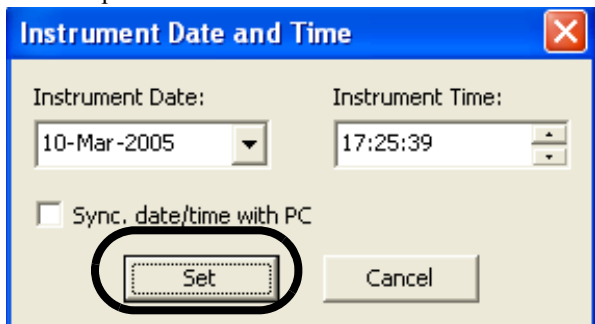 Instrument Date and Time
Instrument Date: Instrument Time:
10-Mar-2005 17:25:39
Sync. date/time with PC
Set Cancel